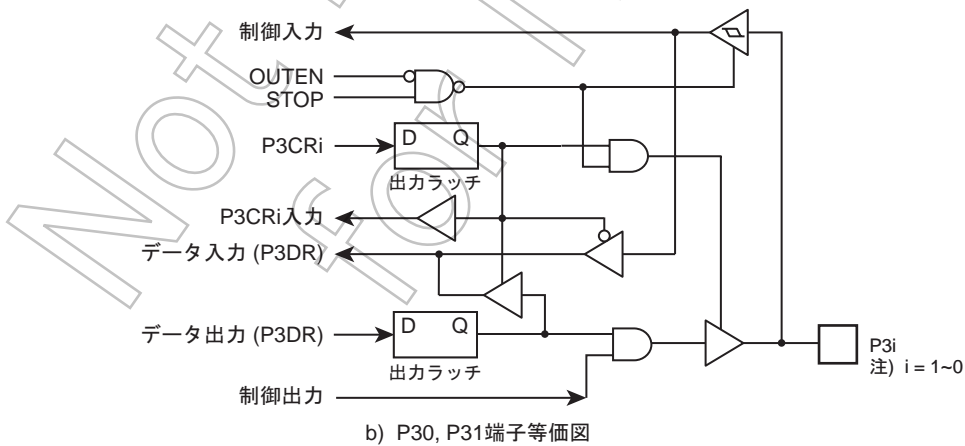 制御入力
OUTEN
STOP
P3CRi
D Q
出力ラッチ
P3CRi入力
データ入力 (P3DR)
データ出力 (P3DR)
D Q
出力ラッチ
制御出力
P3i
注) i = 1~0
b) P30, P31端子等価図
Not
for